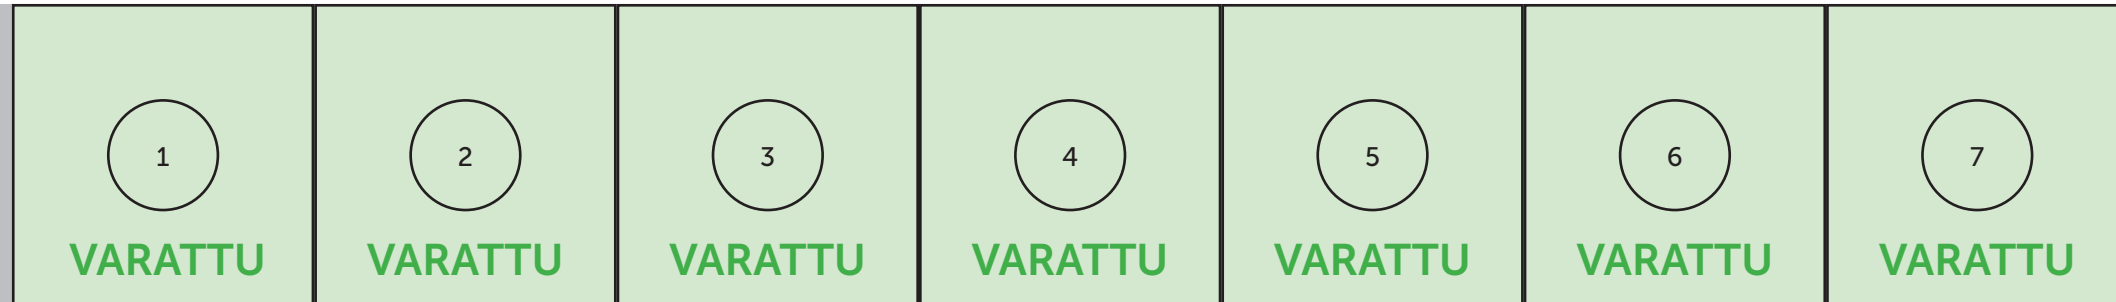 1 2 3 4 5 6 7
VARATTU VARATTU VARATTU VARATTU VARATTU VARATTU VARATTU